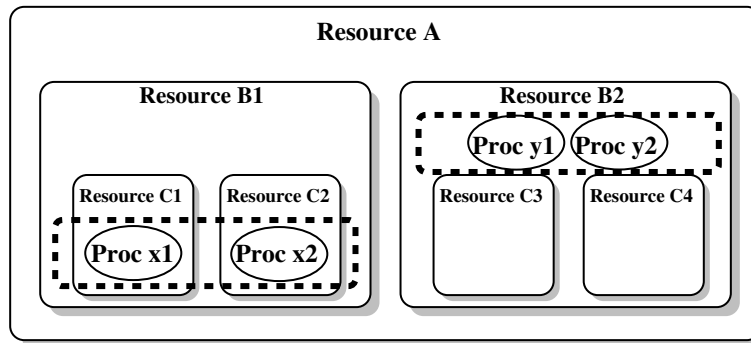 Resource A
Resource B1
Resource B2
Proc y1
Proc y2
Resource C1
Resource C2
Resource C3
Resource C4
Proc x1
Proc x2